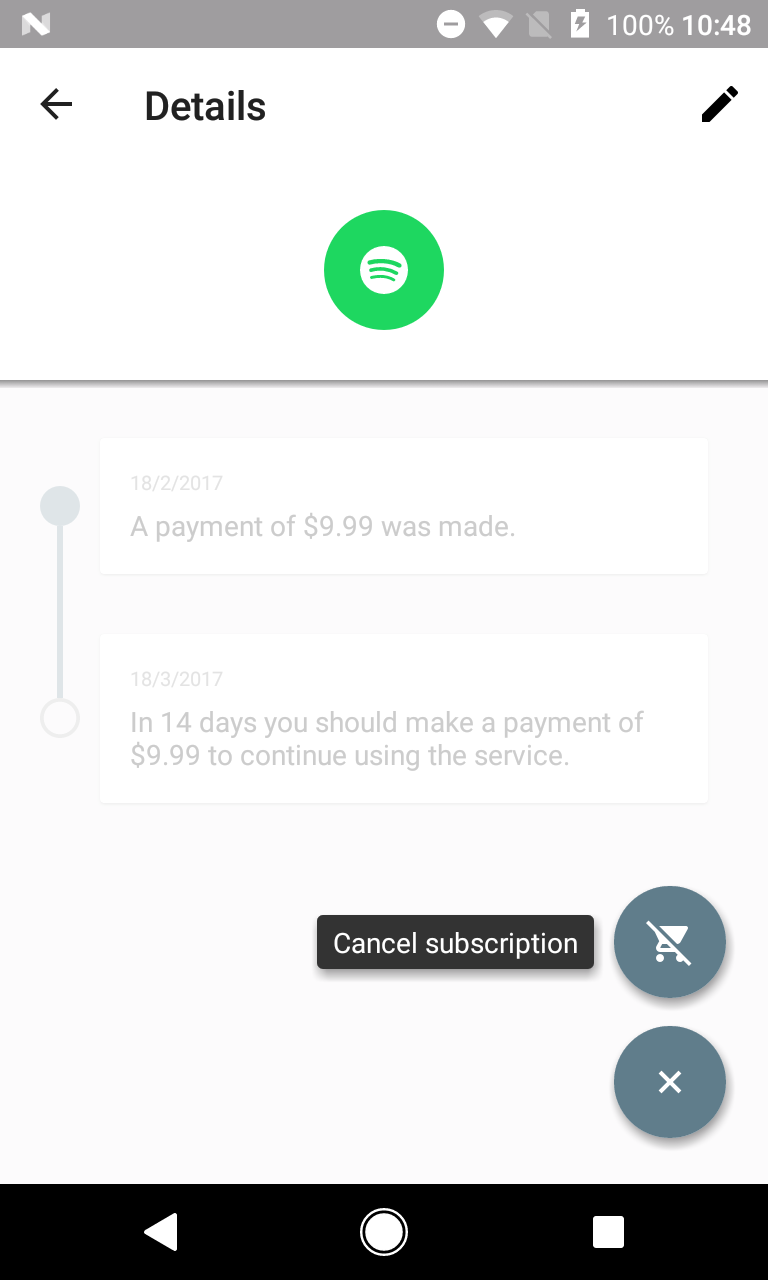 100% 10:48
Details
18/2/2017
A payment of $9.99 was made.
18/3/2017
In 14 days you should make a payment of
$9.99 to continue using the service.
Cancel subscription